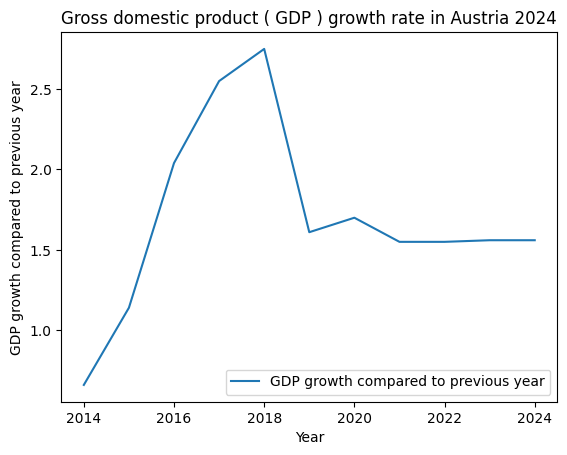 Gross domestic product ( GDP ) growth rate in Austria 2024
GDP growth compared to previous year
2.5
2.0
1.5
1.0
GDP growth compared to previous year
2014
2016
2018
2020
2022
2024
Year